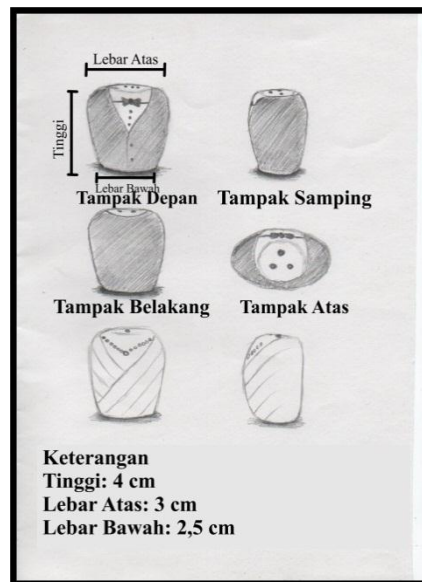 Lebar Atas
Tinggi
Lebar Bawah
Tampak Depan
Tampak Samping
Tampak Belakang
Tampak Atas
Keterangan
Tinggi: 4 cm
Lebar Atas: 3 cm
Lebar Bawah: 2,5 cm